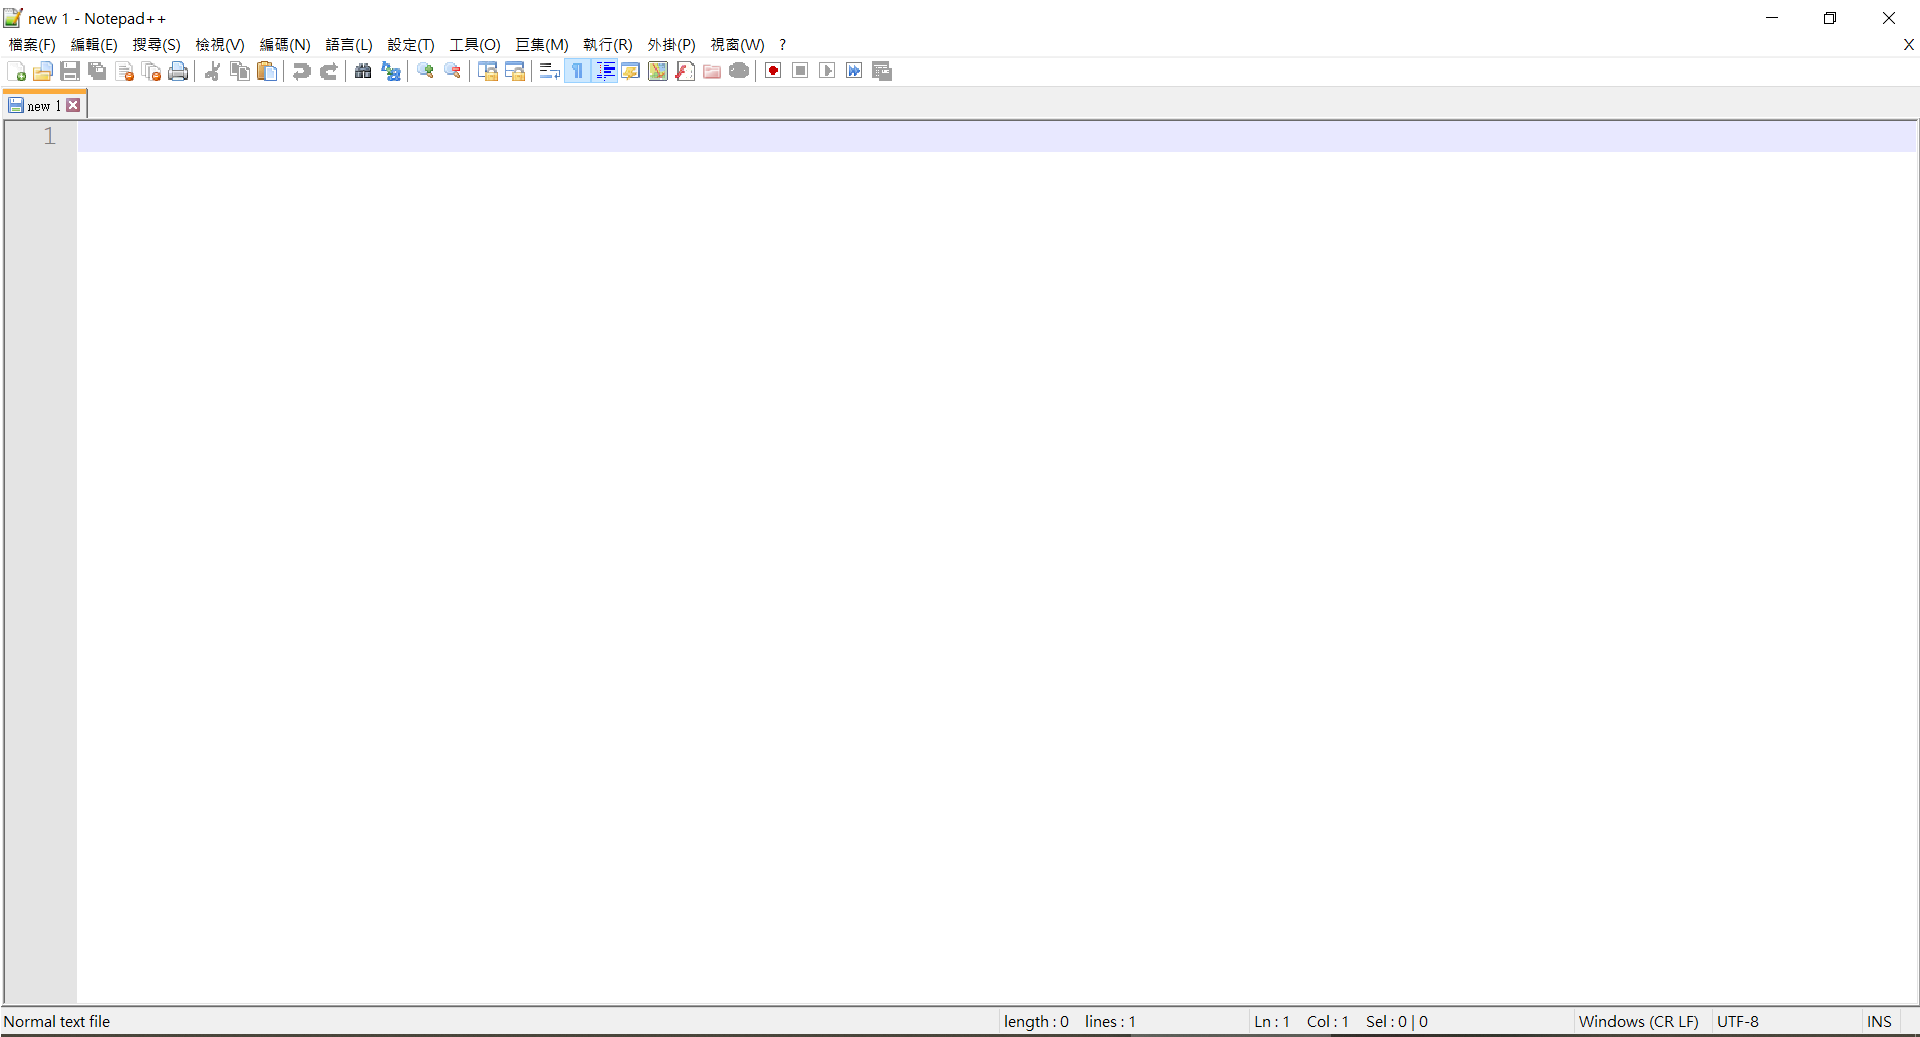 new 1 - Notepad++
檔案(F) 編輯(E) 搜尋(S) 檢視(V) 編碼(N) 語言(L) 設定(T) 工具(O) 巨集(M) 執行(R) 外掛(P) 視窗(W) ? X
new 1
1
Normal text file length : 0 lines : 1 Ln : 1 Col : 1 Sel : 0 | 0 Windows (CR LF) UTF-8 INS